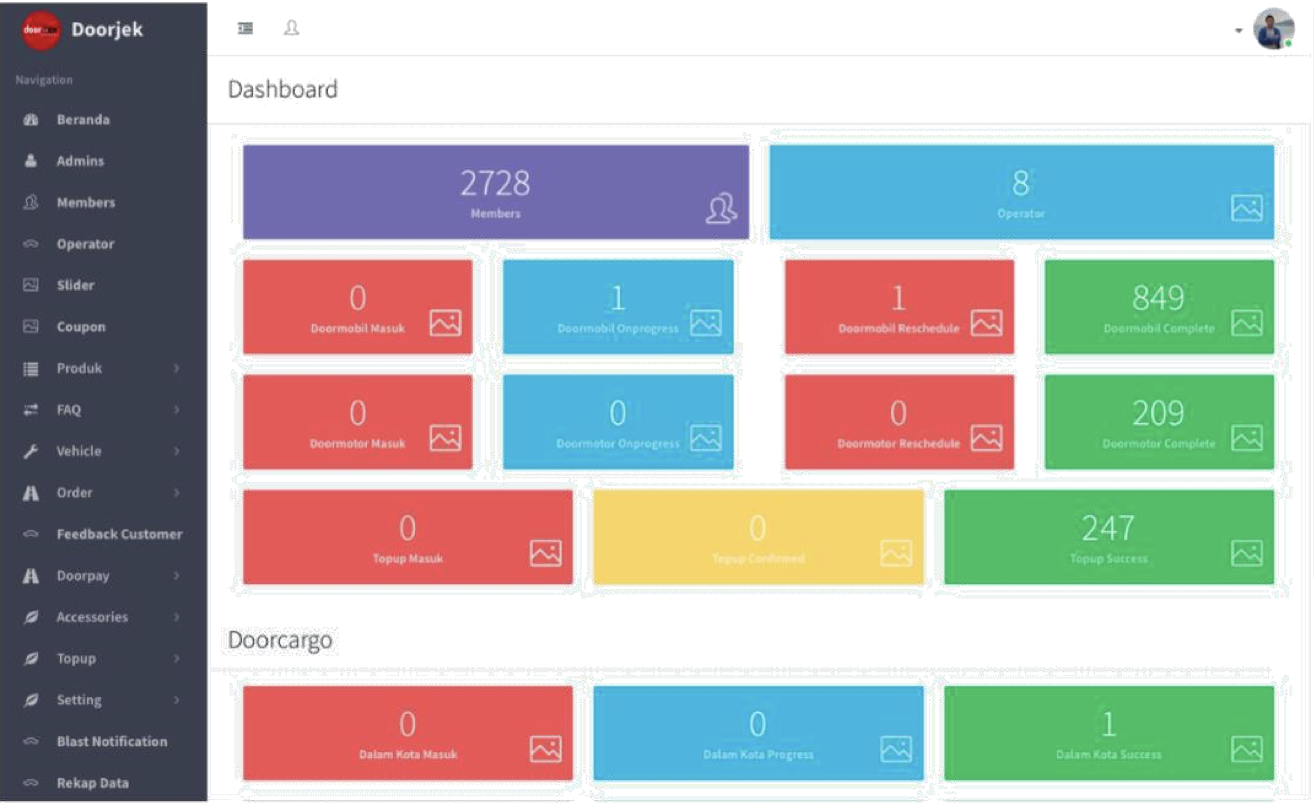 Doorjek
Navigation
Beranda
Admins
Members
Operator
Slider
Coupon
Produk
FAQ
Vehicle
Order
Feedback Customer
Doorpay
Accessories
Topup
Setting
Blast Notification
Rekap Data
Dashboard
2728
Members
8
Operator
0
Doormobil Masuk
1
Doormobil Onprogress
1
Doormobil Reschedule
849
Doormobil Complete
0
Doormotor Masuk
0
Doormotor Onprogress
0
Doormotor Reschedule
209
Doormotor Complete
0
Topup Masuk
0
Topup Confirmed
247
Topup Success
Doorcargo
0
Dalam Kota Masuk
0
Dalam Kota Progress
1
Dalam Kota Success